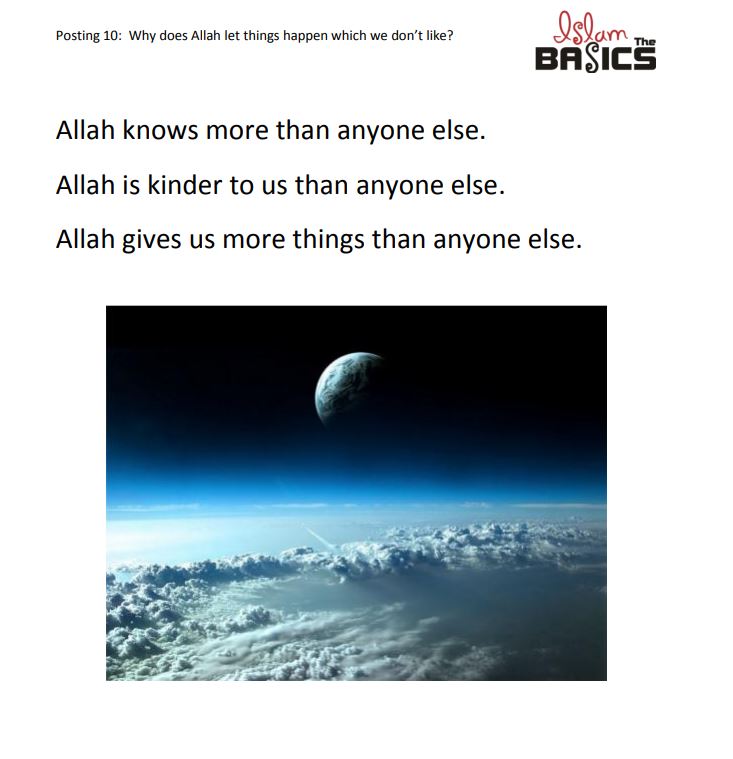 Posting 10:  Why does Allah let things happen which we don’t like?
Islam The
BASICS
Allah knows more than anyone else.
Allah is kinder to us than anyone else.
Allah gives us more things than anyone else.